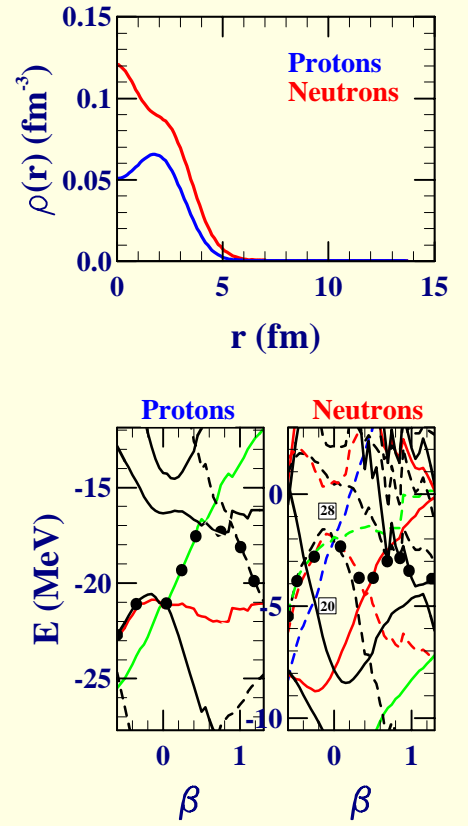 0.15
ρ(r) (fm-3)
Protons
Neutrons
0.10
0.05
0.0
0 5 10 15
r (fm)
Protons Neutrons
E (MeV)
-15
-20
-25
0
-5
-10
28
20
0 1 0 1
β β